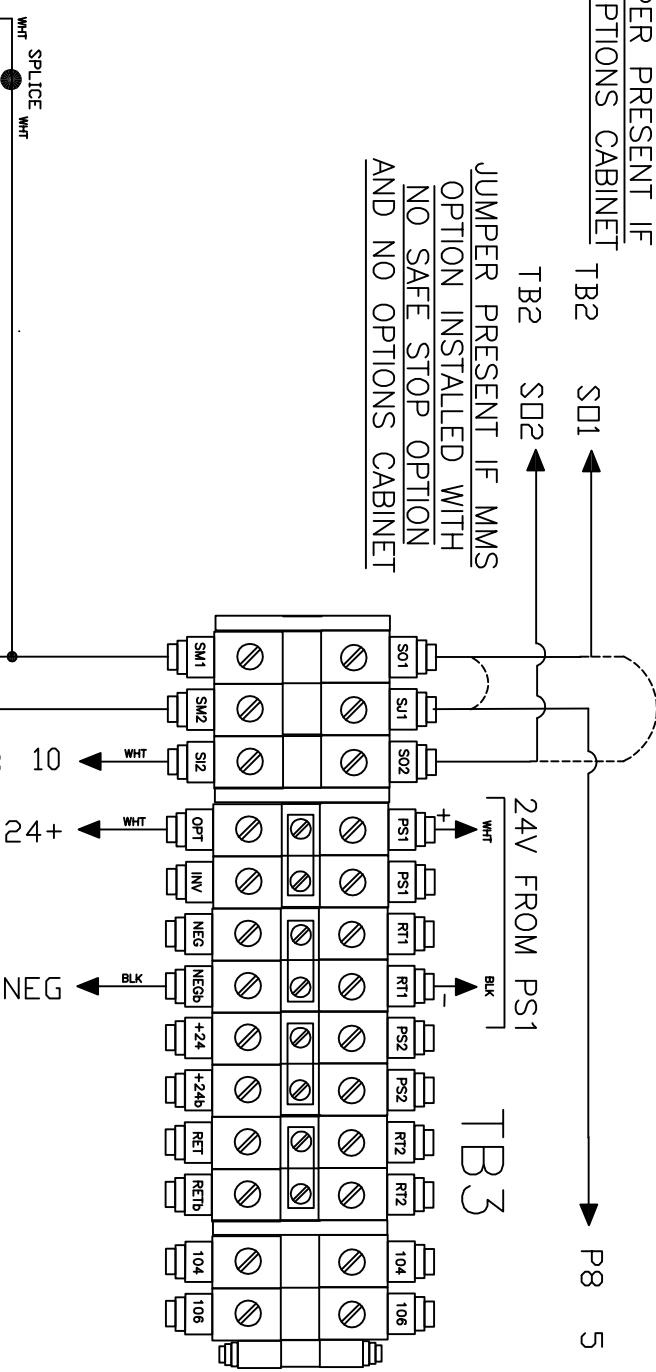 PER PRESENT IF
PTIONS CABINET
TB2 SO1
TB2 SO2
JUMPER PRESENT IF MMS
OPTION INSTALLED WITH
NO SAFE STOP OPTION
AND NO OPTIONS CABINET
WHT SPLICE WHT
24V FROM PS1
+ WHT
BLK -
TB3
P8 5
SO1
SJ1
SO2
PS1
PS1
RT1
RT1
PS2
PS2
RT2
RT2
104
106
SM1
SM2
SI2
OPT
INV
NEG
NEGb
+24
+24b
RET
RETb
104
106
WHT
10
WHT
24+
BLK
NEG